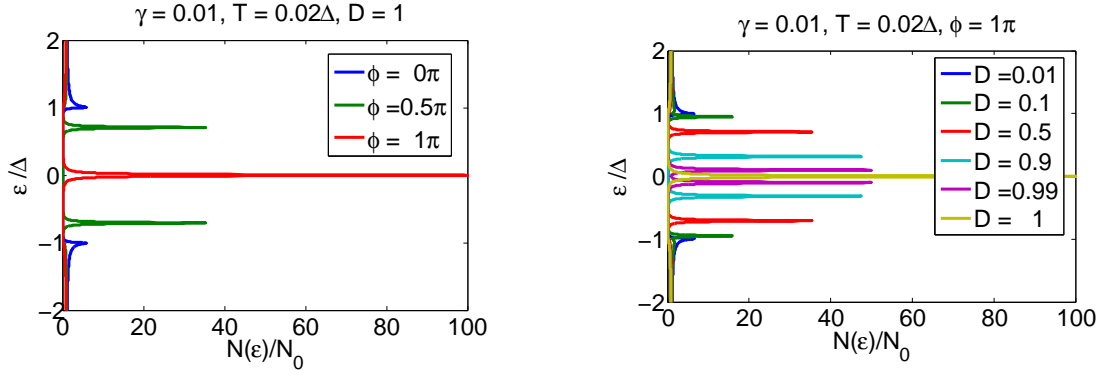 γ = 0.01, T = 0.02Δ, D = 1
2
1
0
−1
−2
ε/Δ
0 20 40 60 80 100
N(ε)/N₀
ϕ = 0π
ϕ =0.5π
ϕ = 1π
γ = 0.01, T = 0.02Δ, ϕ = 1π
2
1
0
−1
−2
ε/Δ
0 20 40 60 80 100
N(ε)/N₀
D =0.01
D = 0.1
D = 0.5
D = 0.9
D =0.99
D = 1